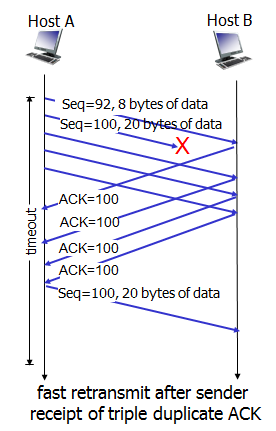 Host A
Host B
Seq=92, 8 bytes of data
Seq=100, 20 bytes of data
X
timeout
ACK=100
ACK=100
ACK=100
ACK=100
Seq=100, 20 bytes of data
fast retransmit after sender
receipt of triple duplicate ACK